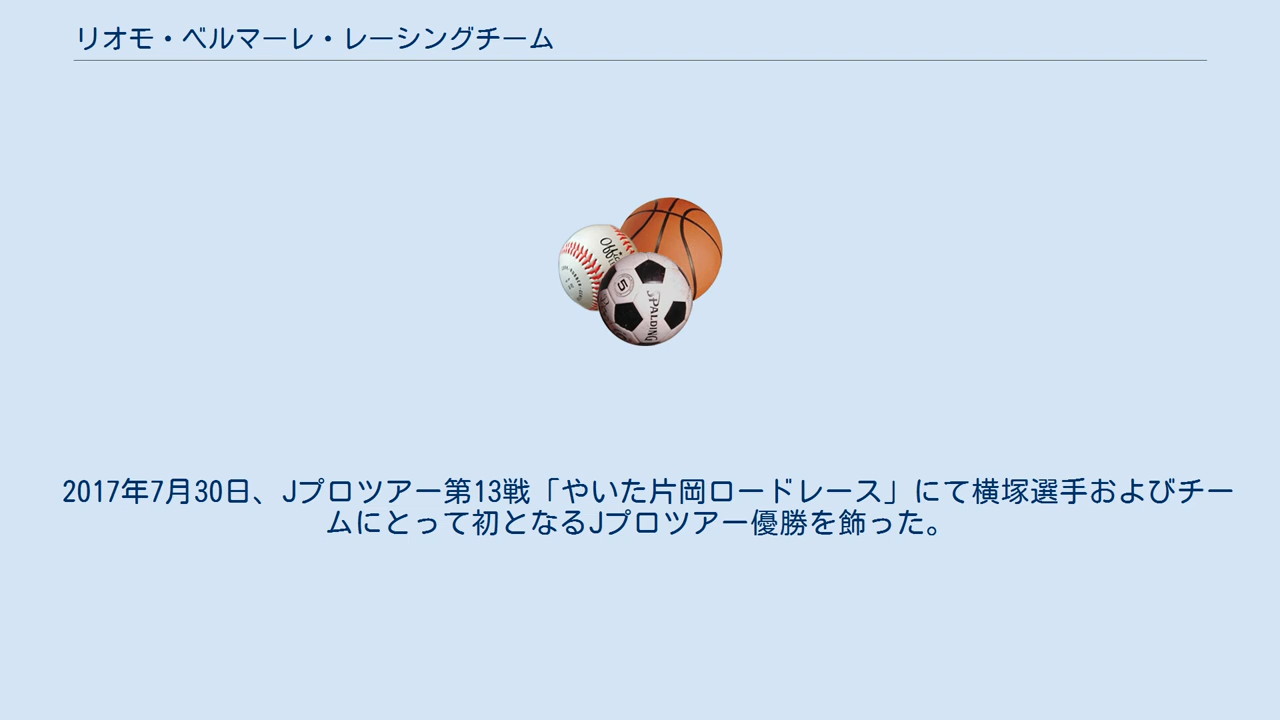 リオモ・ベルマーレ・レーシングチーム
Offic
5
SPALDING
2017年7月30日、Jプロツアー第13戦「やいた片岡ロードレース」にて横塚選手およびチー
ムにとって初となるJプロツアー優勝を飾った。